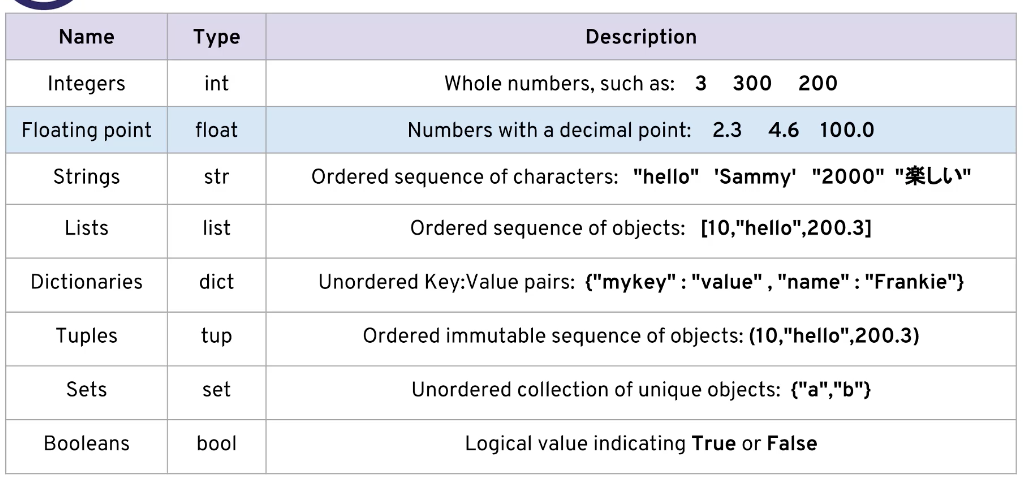 Name Type Description
Integers int Whole numbers, such as: 3 300 200
Floating point float Numbers with a decimal point: 2.3 4.6 100.0
Strings str Ordered sequence of characters: "hello" 'Sammy' "2000" "楽しい"
Lists list Ordered sequence of objects: [10,"hello",200.3]
Dictionaries dict Unordered Key:Value pairs: {"mykey" : "value" , "name" : "Frankie"}
Tuples tup Ordered immutable sequence of objects: (10,"hello",200.3)
Sets set Unordered collection of unique objects: {"a","b"}
Booleans bool Logical value indicating True or False